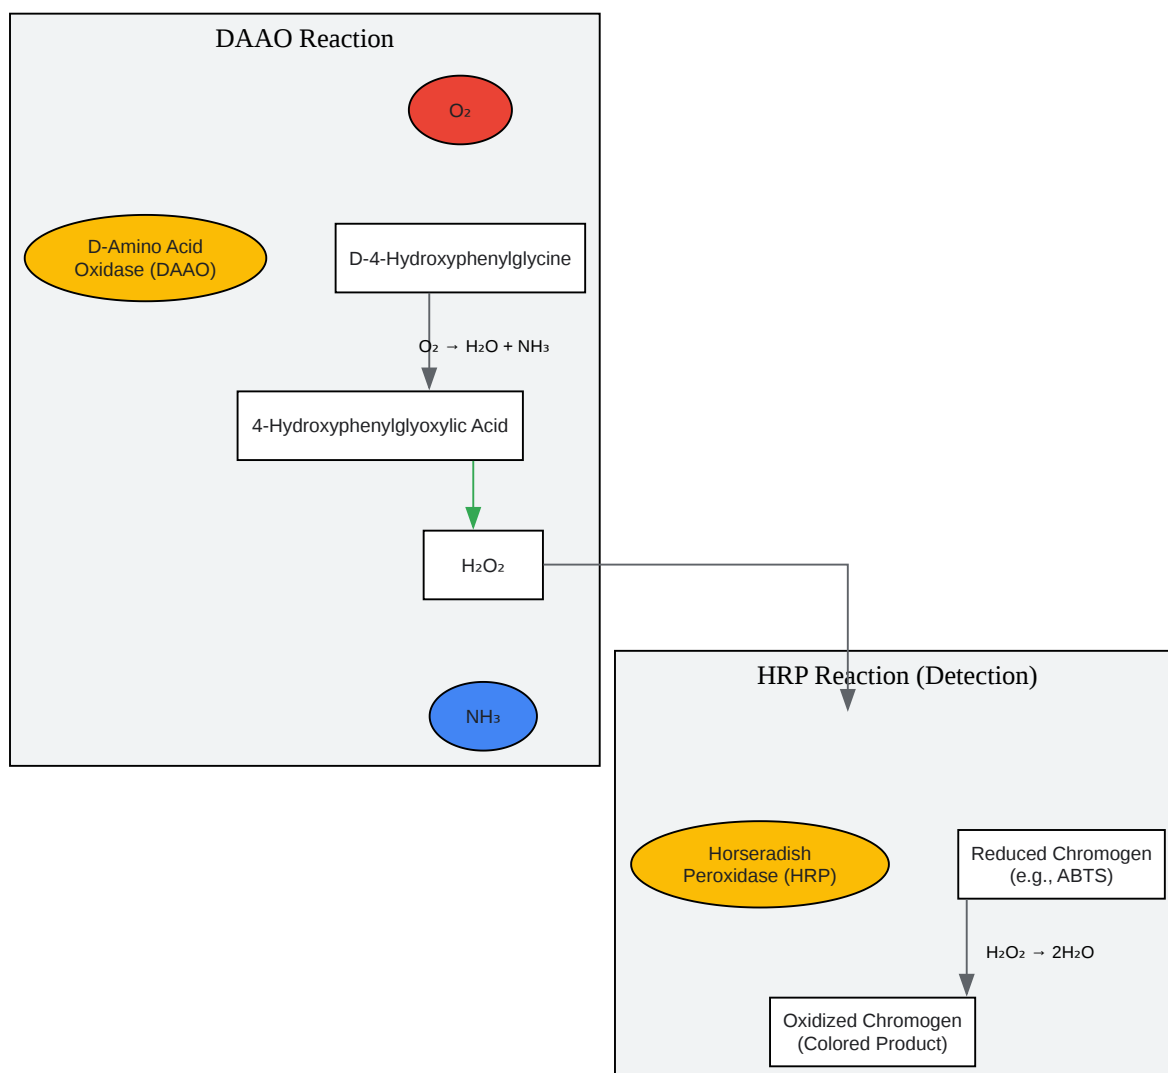 DAAO Reaction
O₂
D-Amino Acid
Oxidase (DAAO)
D-4-Hydroxyphenylglycine
O₂ → H₂O + NH₃
4-Hydroxyphenylglyoxylic Acid
H₂O₂
NH₃
HRP Reaction (Detection)
Horseradish
Peroxidase (HRP)
Reduced Chromogen
(e.g., ABTS)
H₂O₂ → 2H₂O
Oxidized Chromogen
(Colored Product)